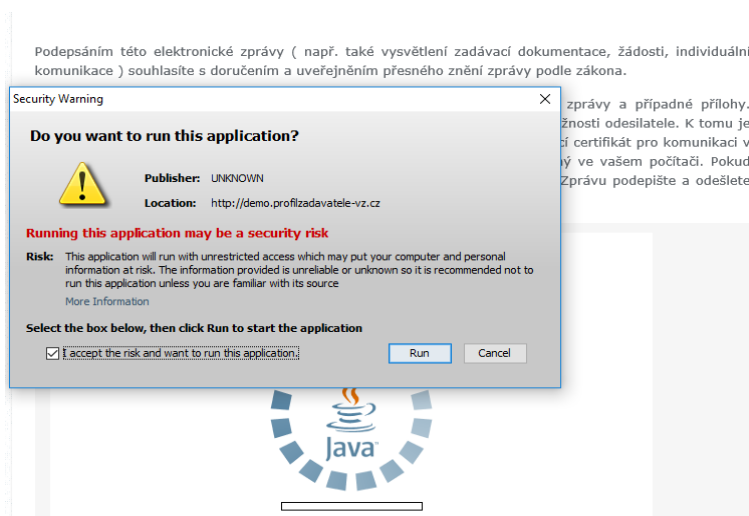 Podepsáním této elektronické zprávy ( např. také vysvětlení zadávací dokumentace, žádosti, individuální
komunikace ) souhlasíte s doručením a uveřejněním přesného znění zprávy podle zákona.
Security Warning
Do you want to run this application?
Publisher: UNKNOWN
Location: http://demo.profilzadavatele-vz.cz
Running this application may be a security risk
Risk: This application will run with unrestricted access which may put your computer and personal
information at risk. The information provided is unreliable or unknown so it is recommended not to
run this application unless you are familiar with its source
More Information
Select the box below, then click Run to start the application
I accept the risk and want to run this application.
Run Cancel
zprávy a případné přílohy.
žnosti odesilatele. K tomu je
cí certifikát pro komunikaci v
ý ve vašem počítači. Pokud
Zprávu podepište a odešlete
Java